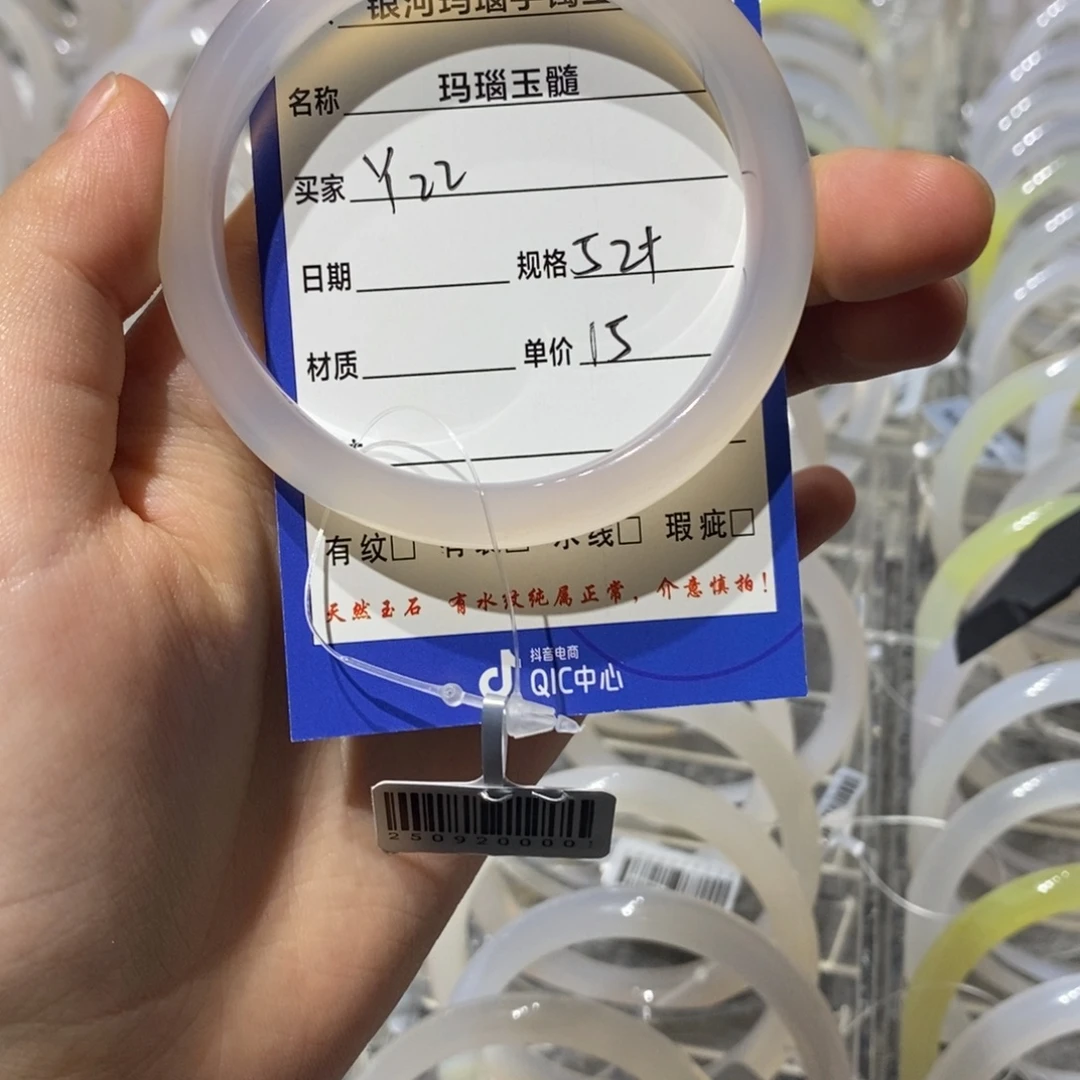 银河玛瑙手镯
名称 玛瑙玉髓
买家 Y22
日期 规格 52+
材质 单价 15
有纹□ 水线□ 瑕疵□
天然玉石 有水纹纯属正常，介意慎拍！
抖音电商
QIC中心
250920000